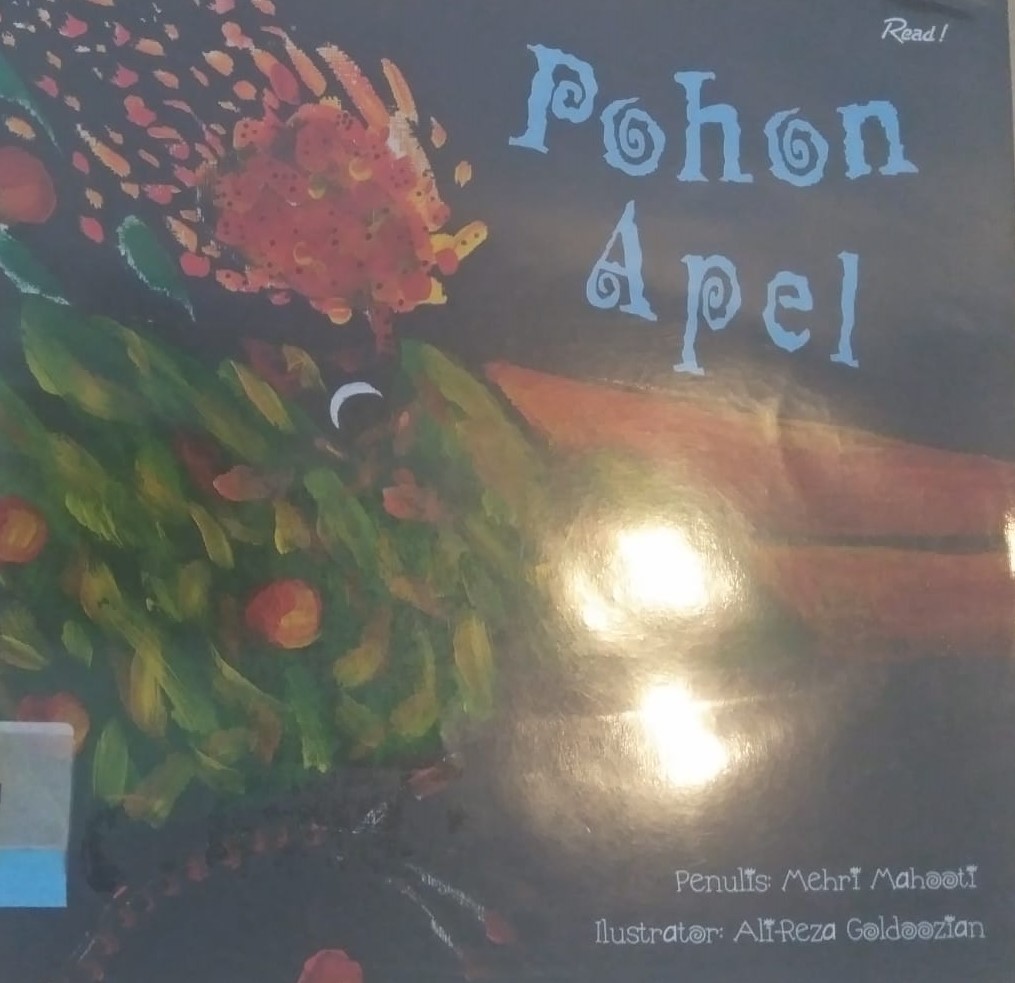 Read!
Pohon
Apel
Penulis: Mehri Mahooti
Ilustrator: Ali-Reza Goldoozian